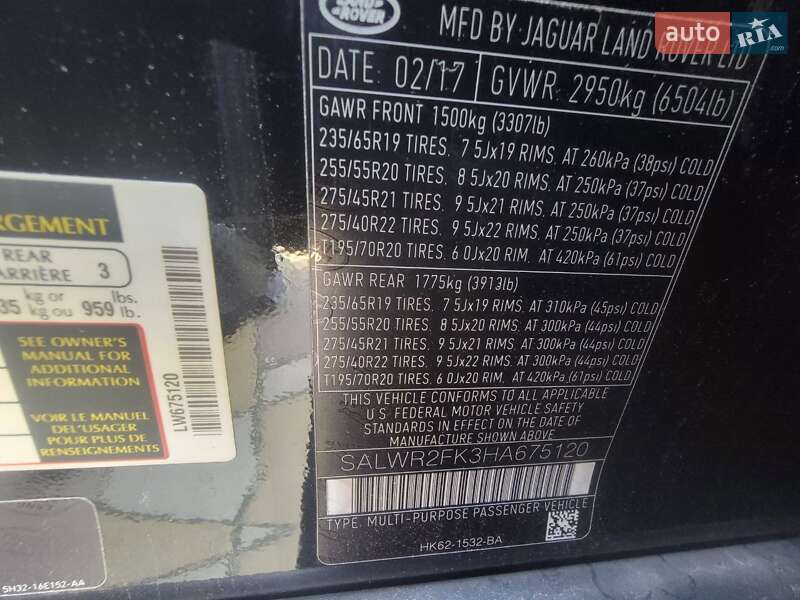 LAND
ROVER
MFD BY JAGUAR LAND ROVER LTD
auto RIA
.com
DATE: 02/17 GVWR 2950kg (6504lb)
GAWR FRONT 1500kg (3307lb)
235/65R19 TIRES. 7 5Jx19 RIMS, AT 260kPa (38psi) COLD
255/55R20 TIRES. 8 5Jx20 RIMS, AT 250kPa (37psi) COLD
275/45R21 TIRES. 9 5Jx21 RIMS, AT 250kPa (37psi) COLD
275/40R22 TIRES. 9 5Jx22 RIMS, AT 250kPa (37psi) COLD
T195/70R20 TIRES. 6 0Jx20 RIM, AT 420kPa (61psi) COLD
GAWR REAR 1775kg (3913lb)
235/65R19 TIRES. 7 5Jx19 RIMS, AT 310kPa (45psi) COLD
255/55R20 TIRES. 8 5Jx20 RIMS, AT 300kPa (44psi) COLD
275/45R21 TIRES. 9 5Jx21 RIMS, AT 300kPa (44psi) COLD
275/40R22 TIRES. 9 5Jx22 RIMS, AT 300kPa (44psi) COLD
T195/70R20 TIRES. 6 0Jx20 RIM, AT 420kPa (61psi) COLD
THIS VEHICLE CONFORMS TO ALL APPLICABLE
U S FEDERAL MOTOR VEHICLE SAFETY
STANDARDS IN EFFECT ON THE DATE OF
MANUFACTURE SHOWN ABOVE
SALWR2FK3HA675120
TYPE. MULTI-PURPOSE PASSENGER VEHICLE
HK62-1532-BA
REAR
ARRIÈRE 3
kg or
kg ou 959 lbs.
lb.
SEE OWNER'S
MANUAL FOR
ADDITIONAL
INFORMATION
VOIR LE MANUEL
DE L'USAGER
POUR PLUS DE
RENSEIGNEMENTS
LW675120